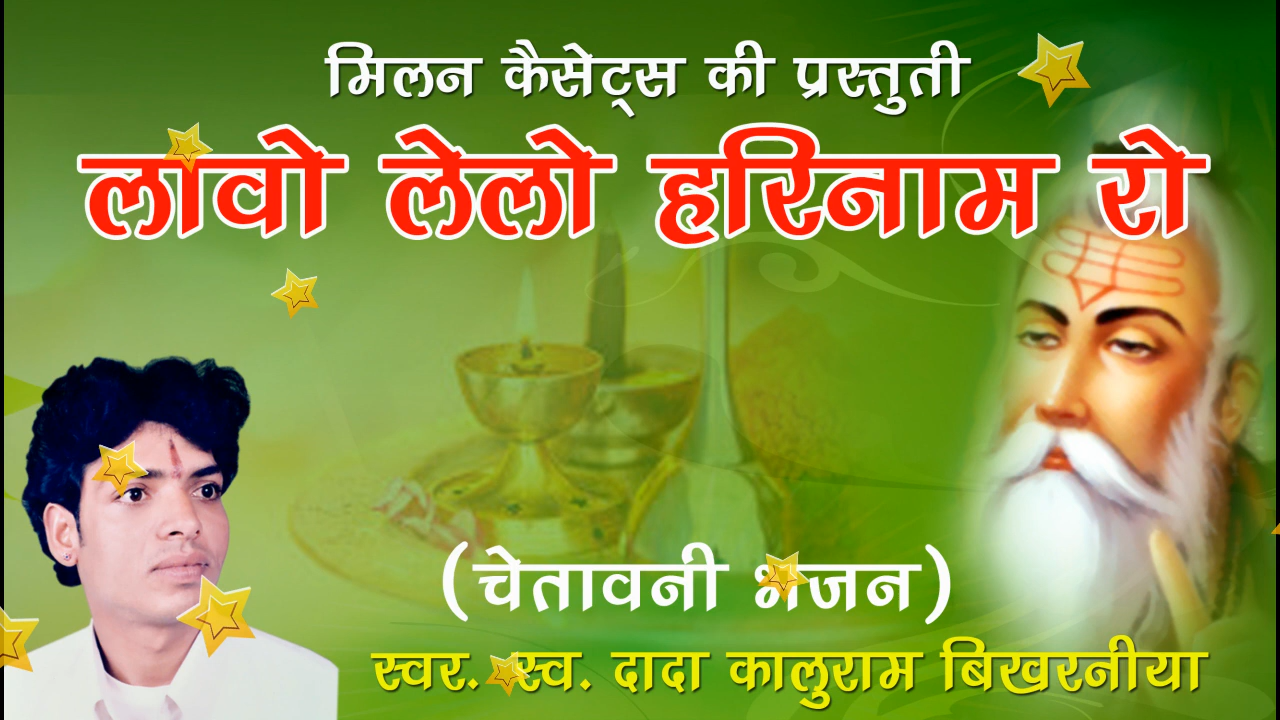 मिलन कैसेट्स की प्रस्तुती
लावो लेलो हरिनाम रो
(चेतावनी भजन)
स्वर. स्व. दादा कालुराम बिखरनीया